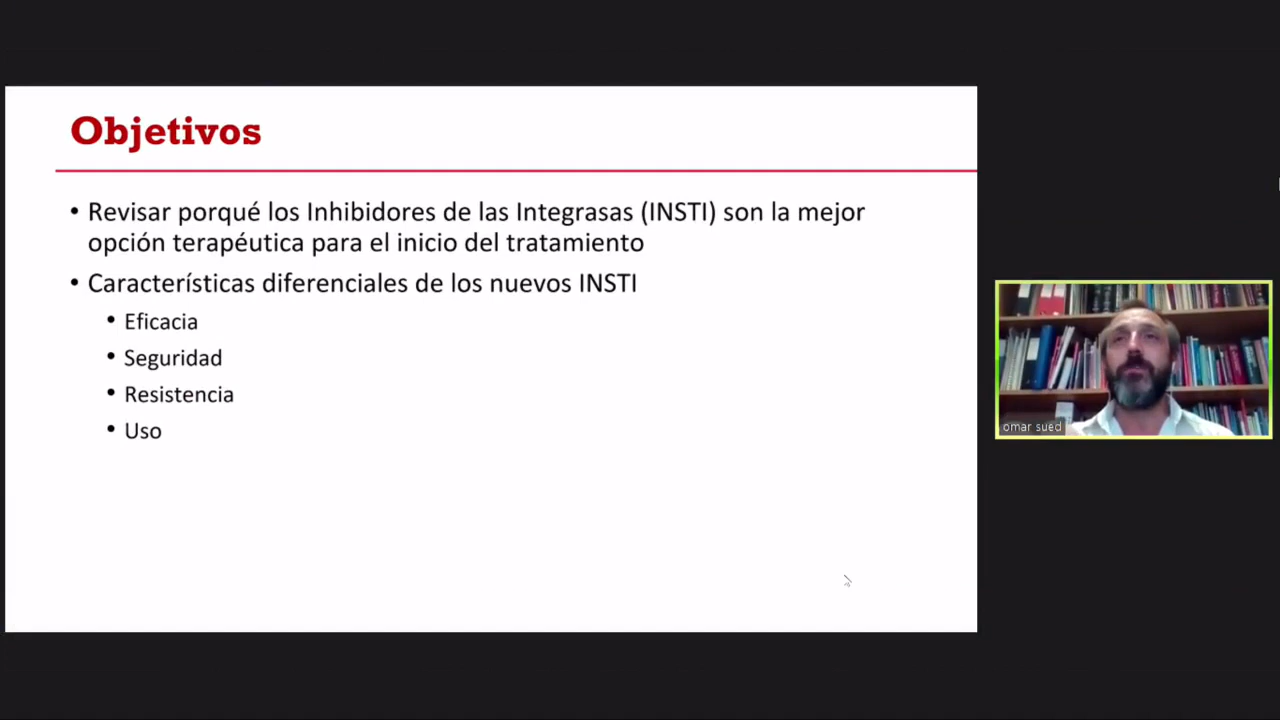 Objetivos
• Revisar porqué los Inhibidores de las Integrasas (INSTI) son la mejor
opción terapéutica para el inicio del tratamiento
• Características diferenciales de los nuevos INSTI
• Eficacia
• Seguridad
• Resistencia
• Uso
omar sued